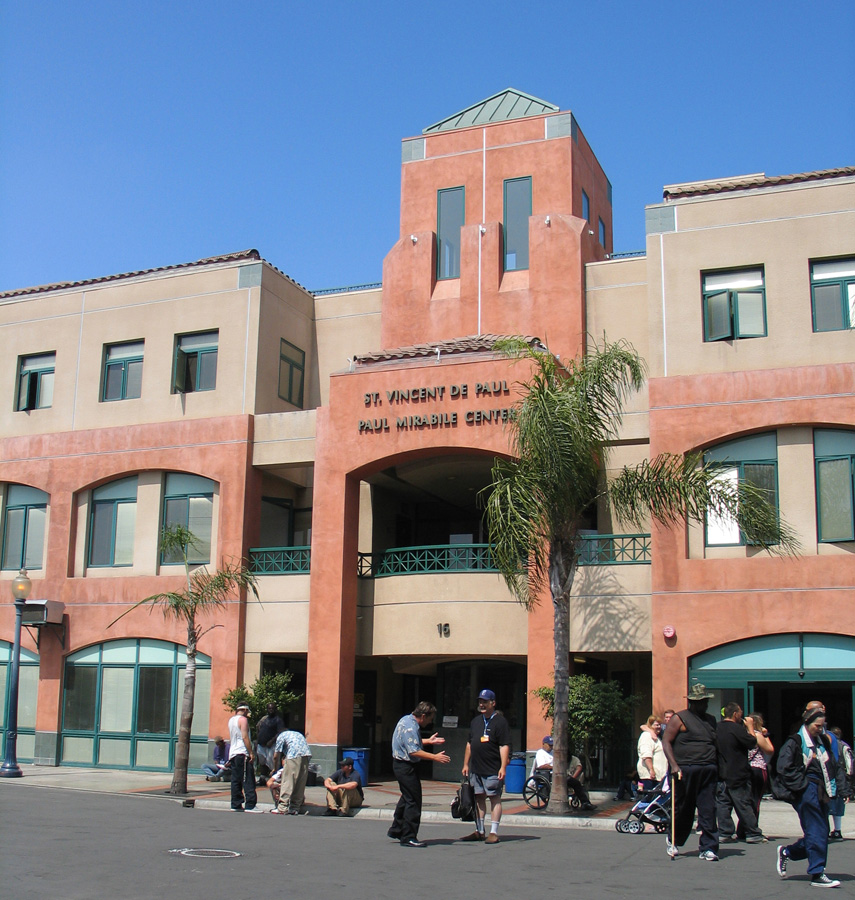 ST. VINCENT DE PAUL
PAUL MIRABILE CENTER
16